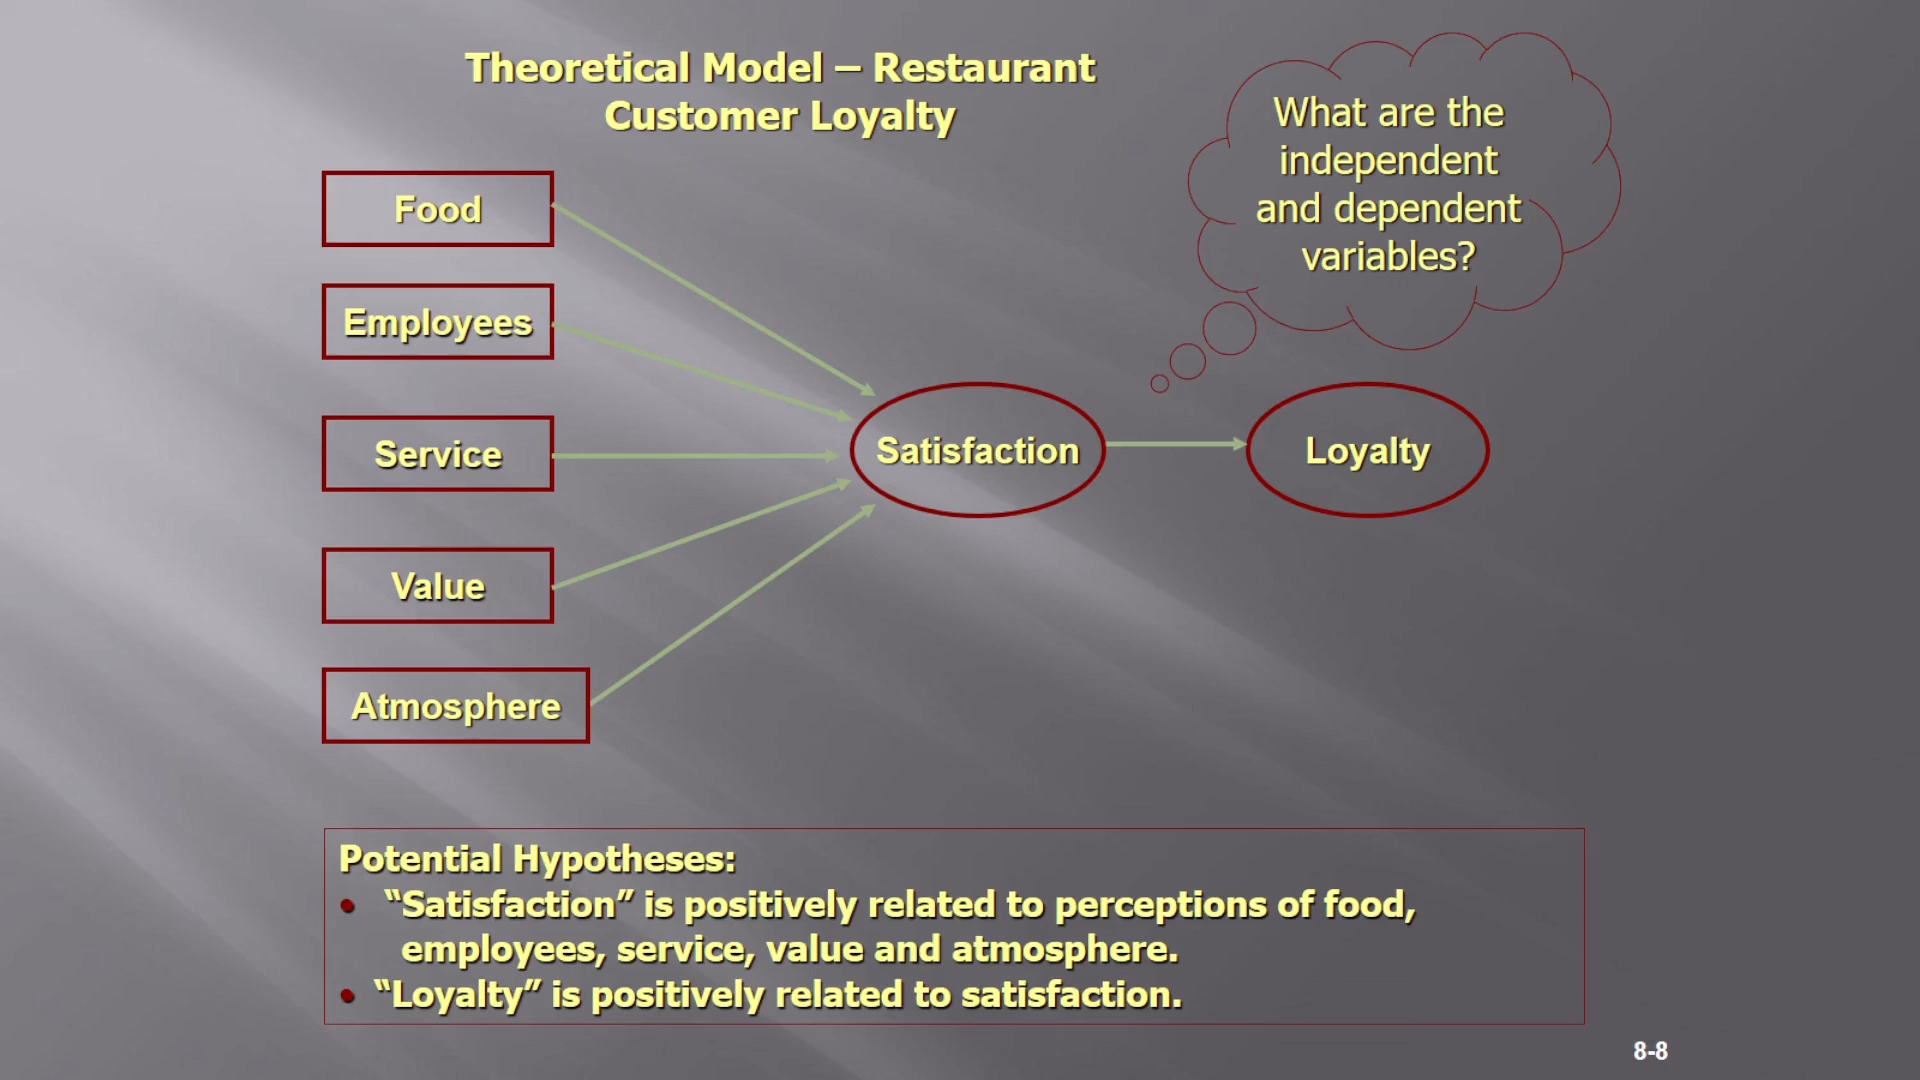 Theoretical Model – Restaurant
Customer Loyalty
What are the
independent
and dependent
variables?
Food
Employees
Service
Value
Atmosphere
Satisfaction
Loyalty
Potential Hypotheses:
• “Satisfaction” is positively related to perceptions of food,
employees, service, value and atmosphere.
• “Loyalty” is positively related to satisfaction.
8-8